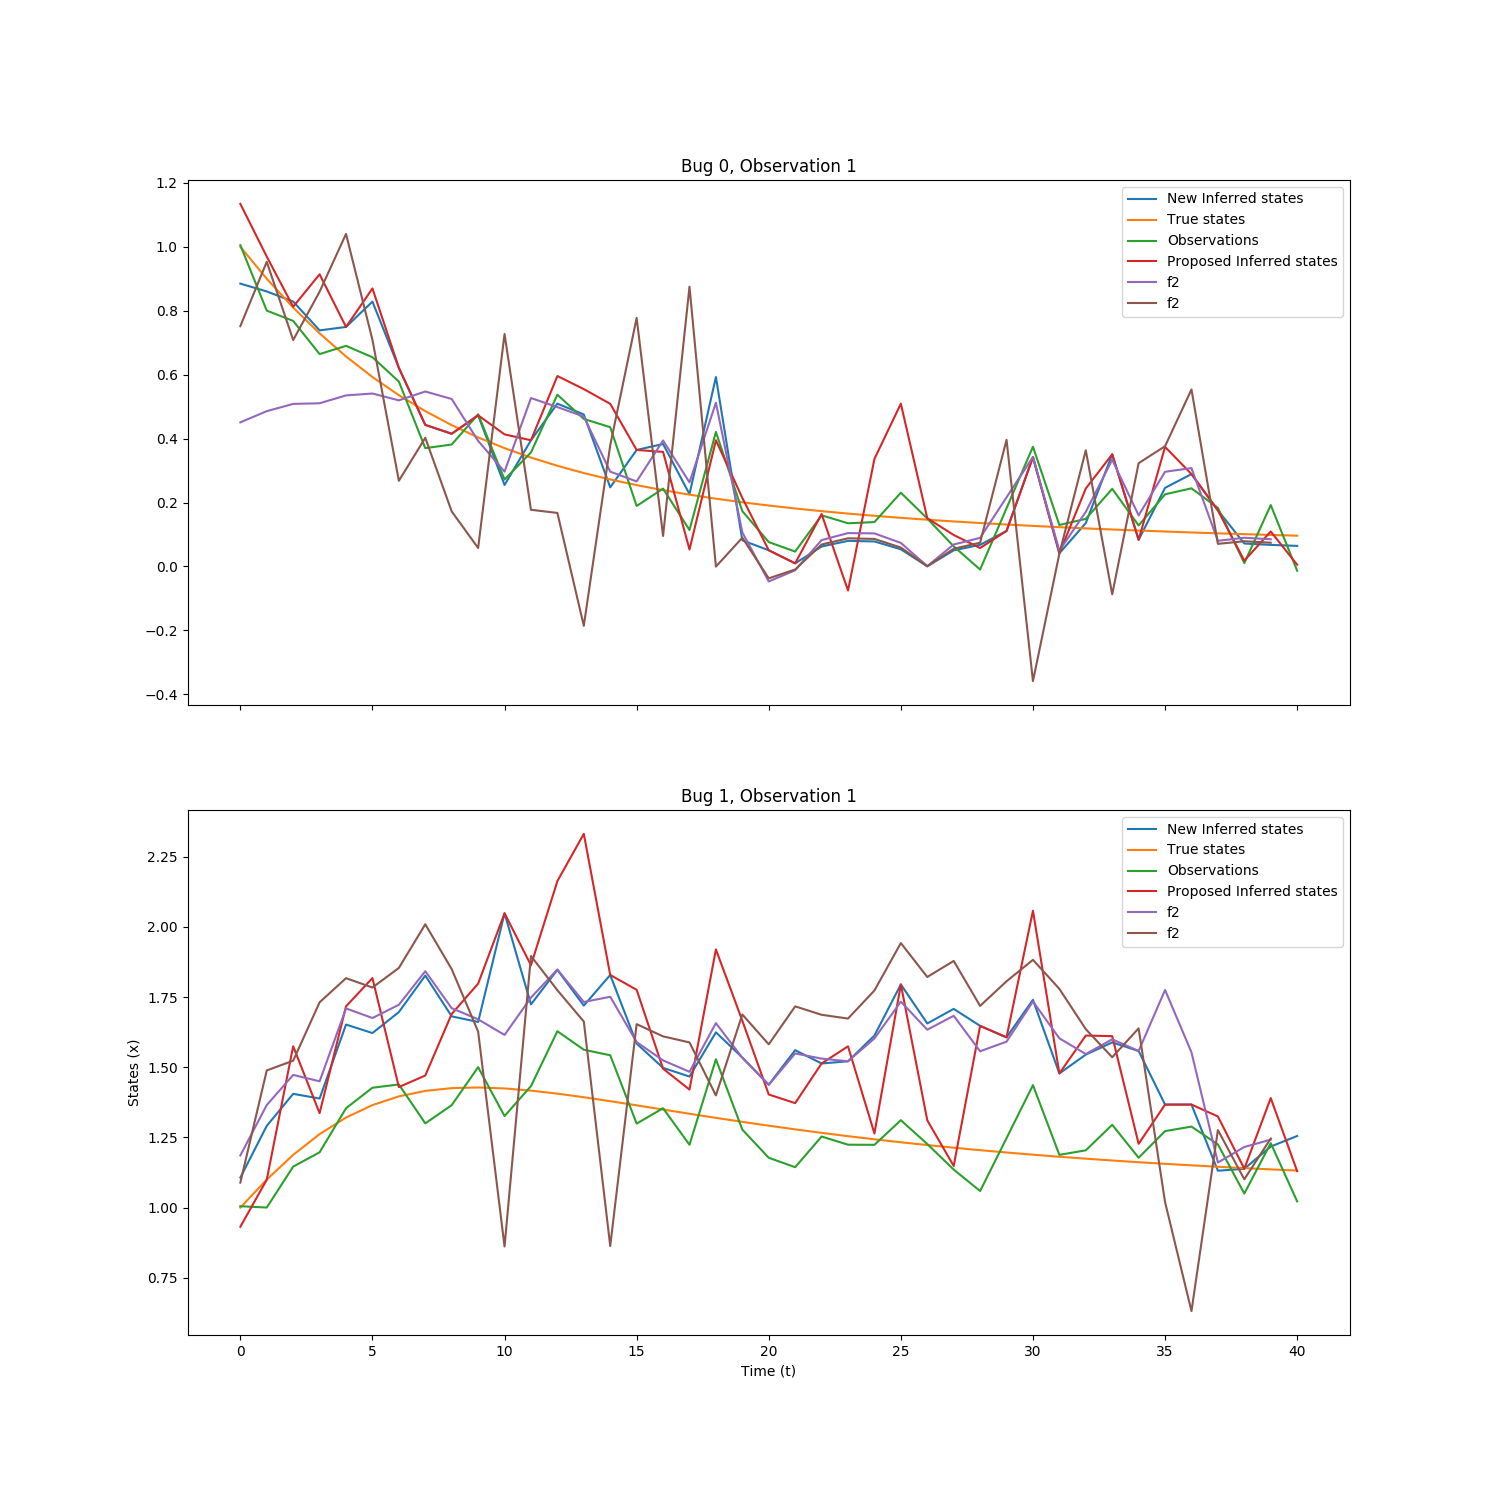 Bug 0, Observation 1
1.2
1.0
0.8
0.6
0.4
0.2
0.0
−0.2
−0.4
New Inferred states
True states
Observations
Proposed Inferred states
f2
f2
Bug 1, Observation 1
States (x)
2.25
2.00
1.75
1.50
1.25
1.00
0.75
New Inferred states
True states
Observations
Proposed Inferred states
f2
f2
0 5 10 15 20 25 30 35 40
Time (t)